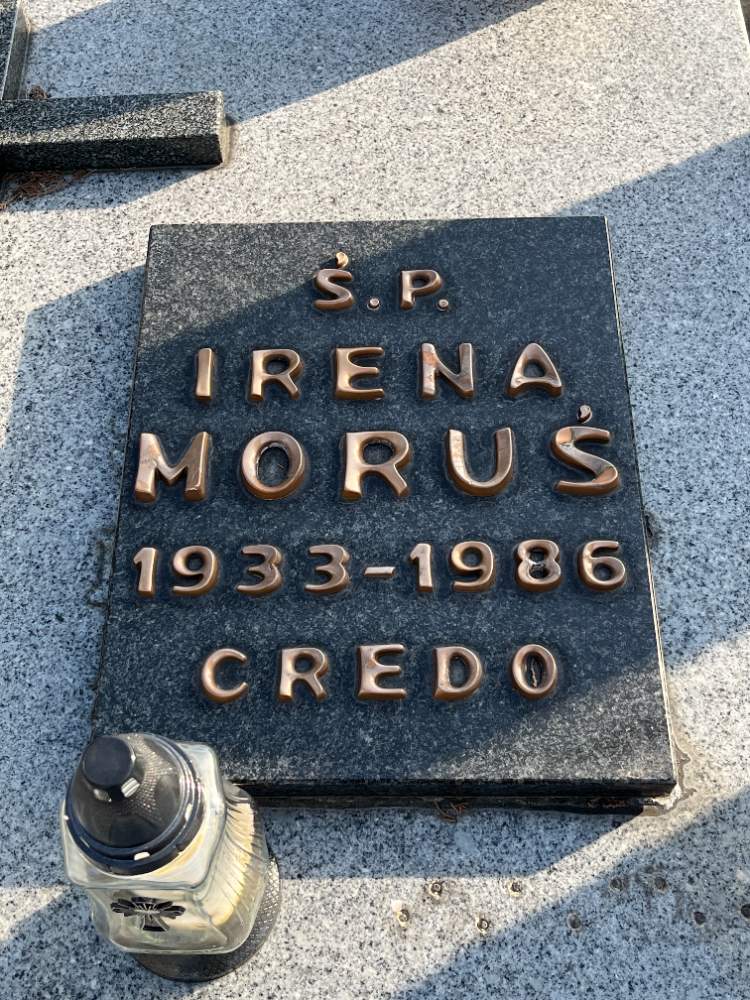 Ś.P.
IRENA
MORUŚ
1933-1986
CREDO